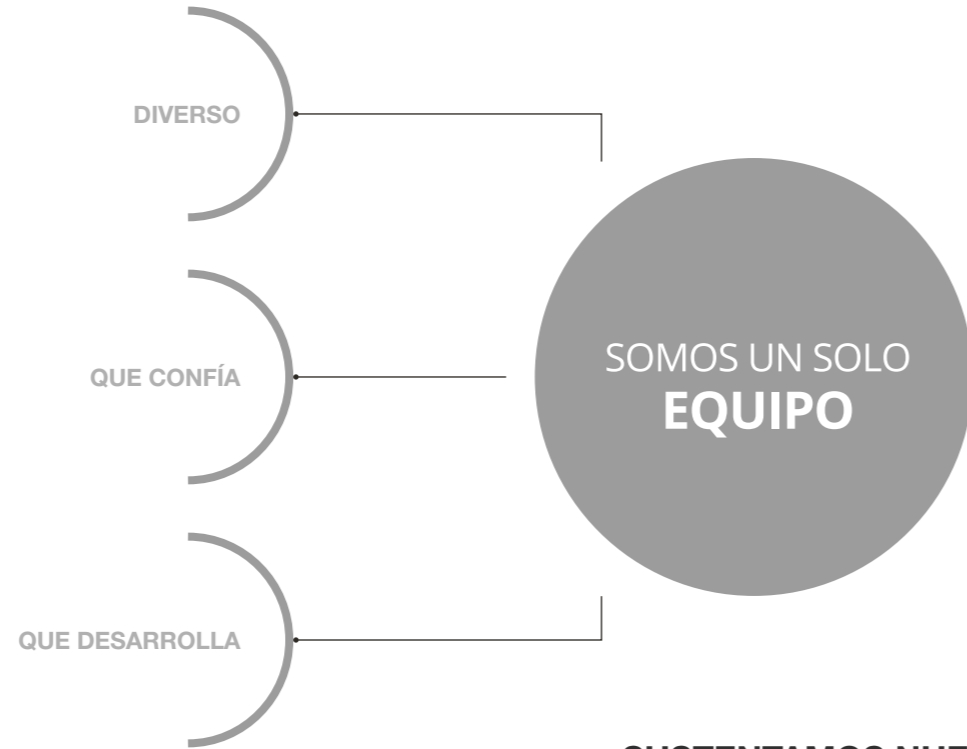 DIVERSO
QUE CONFÍA
SOMOS UN SOLO
EQUIPO
QUE DESARROLLA